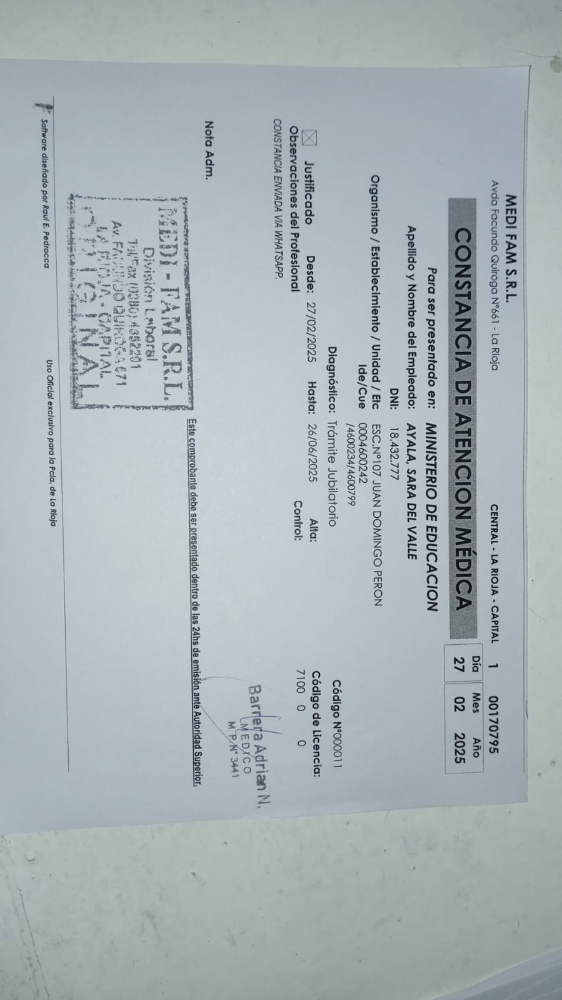 MEDI FAM S.R.L.
Avda Facundo Quiroga Nº661 - La Rioja
CENTRAL - LA RIOJA - CAPITAL 1 00170795
CONSTANCIA DE ATENCION MÉDICA
Día Mes Año
27 02 2025
Para ser presentado en: MINISTERIO DE EDUCACION
Apellido y Nombre del Empleado: AYALA, SARA DEL VALLE
DNI: 18.432.777
Organismo / Establecimiento / Unidad / Etc ESC.Nº107 JUAN DOMINGO PERON
Ide/Cue 0004600242
/4600234/4600799
Diagnóstico: Trámite Jubilatorio Código Nº000011
Justificado Desde: 27/02/2025 Hasta: 26/06/2025 Alta: Código de Licencia:
Observaciones del Profesional Control: 7100 0 0
CONSTANCIA ENVIADA VIA WHATSAPP.
Barrera Adrian N.
MEDICO
M.P. Nº 3441
Nota Adm.
Este comprobante debe ser presentado dentro de las 24hs de emisión ante Autoridad Superior.
MEDI - FAM S.R.L.
División Laboral
Tel/Fax (0380)
Av. FACUNDO QUIROGA 671
LA RIOJA - CAPITAL
ORIGINAL
Software diseñado por Raul E. Pedrocca Uso Oficial exclusivo para la Pcia. de La Rioja